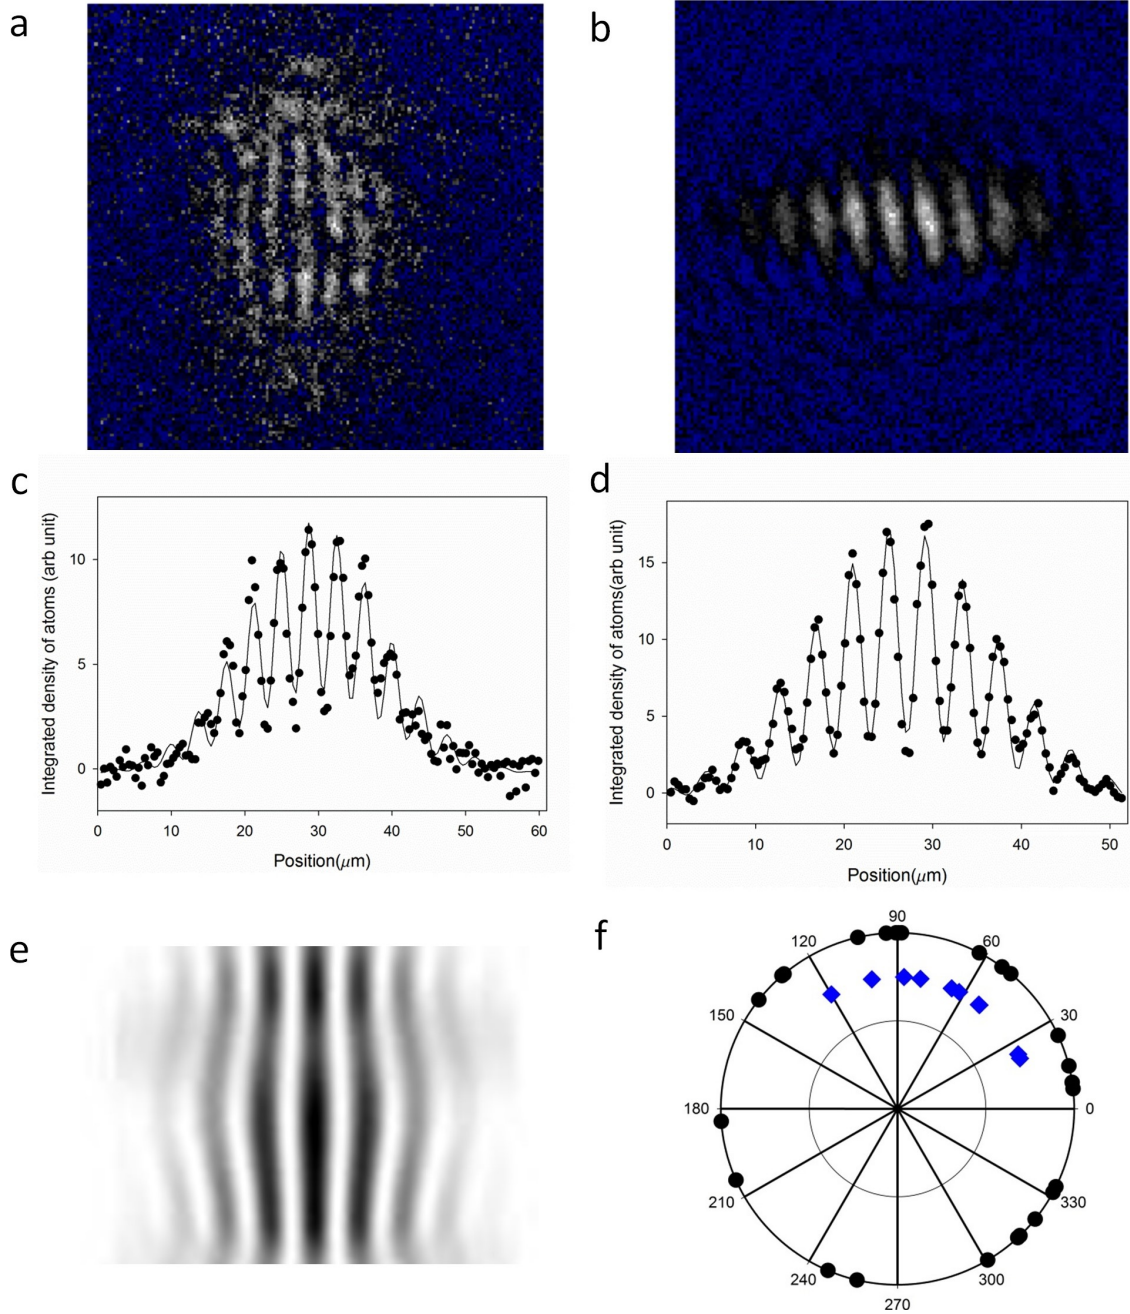 a
b
c
Integrated density of atoms (arb unit)
10
5
0
0 10 20 30 40 50 60
Position(μm)
d
Integrated density of atoms(arb unit)
15
10
5
0
0 10 20 30 40 50
Position(μm)
e
f
90
120 60
150 30
180 0
210 330
240 300
270